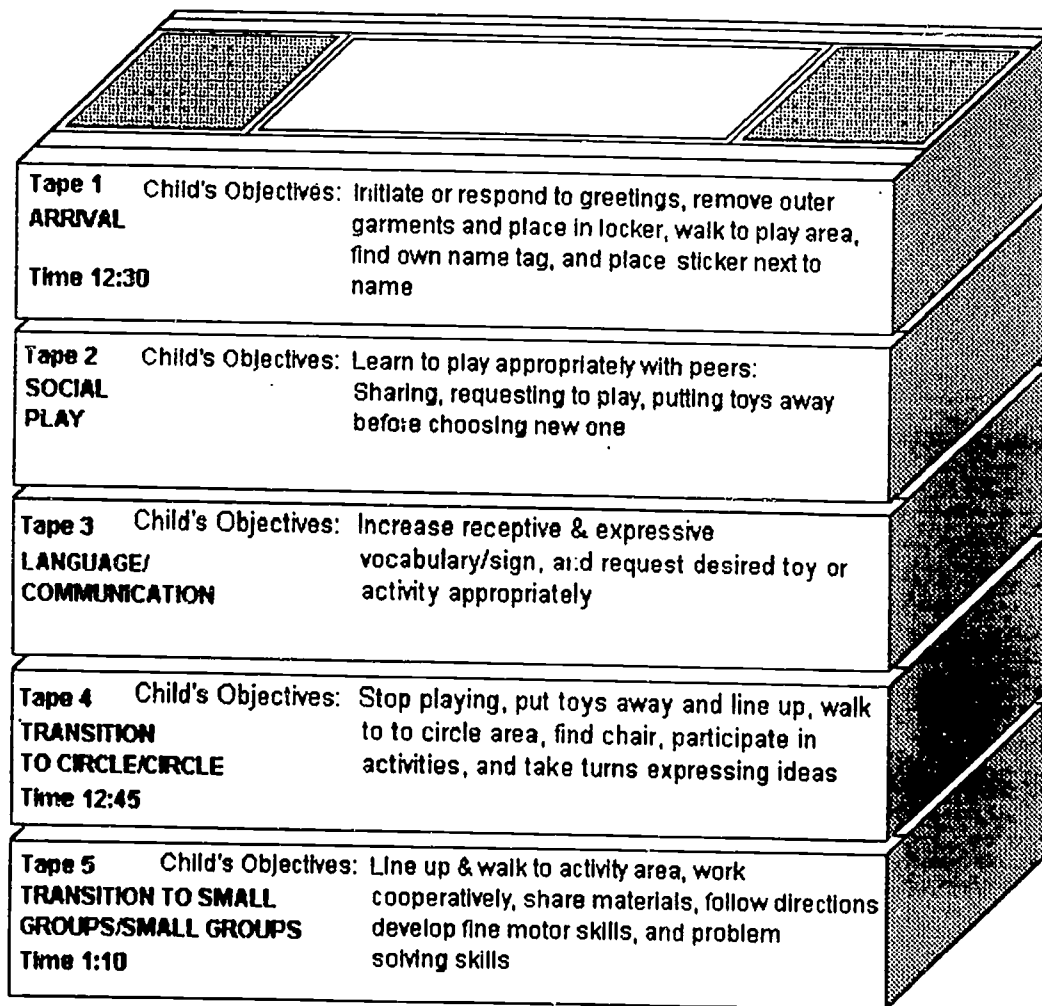 Tape 1 Child's Objectives: Initiate or respond to greetings, remove outer
ARRIVAL garments and place in locker, walk to play area,
find own name tag, and place sticker next to
Time 12:30 name
Tape 2 Child's Objectives: Learn to play appropriately with peers:
SOCIAL Sharing, requesting to play, putting toys away
PLAY before choosing new one
Tape 3 Child's Objectives: Increase receptive & expressive
LANGUAGE/ vocabulary/sign, and request desired toy or
COMMUNICATION activity appropriately
Tape 4 Child's Objectives: Stop playing, put toys away and line up, walk
TRANSITION to to circle area, find chair, participate in
TO CIRCLE/CIRCLE activities, and take turns expressing ideas
Time 12:45
Tape 5 Child's Objectives: Line up & walk to activity area, work
TRANSITION TO SMALL cooperatively, share materials, follow directions
GROUPS/SMALL GROUPS develop fine motor skills, and problem
Time 1:10 solving skills